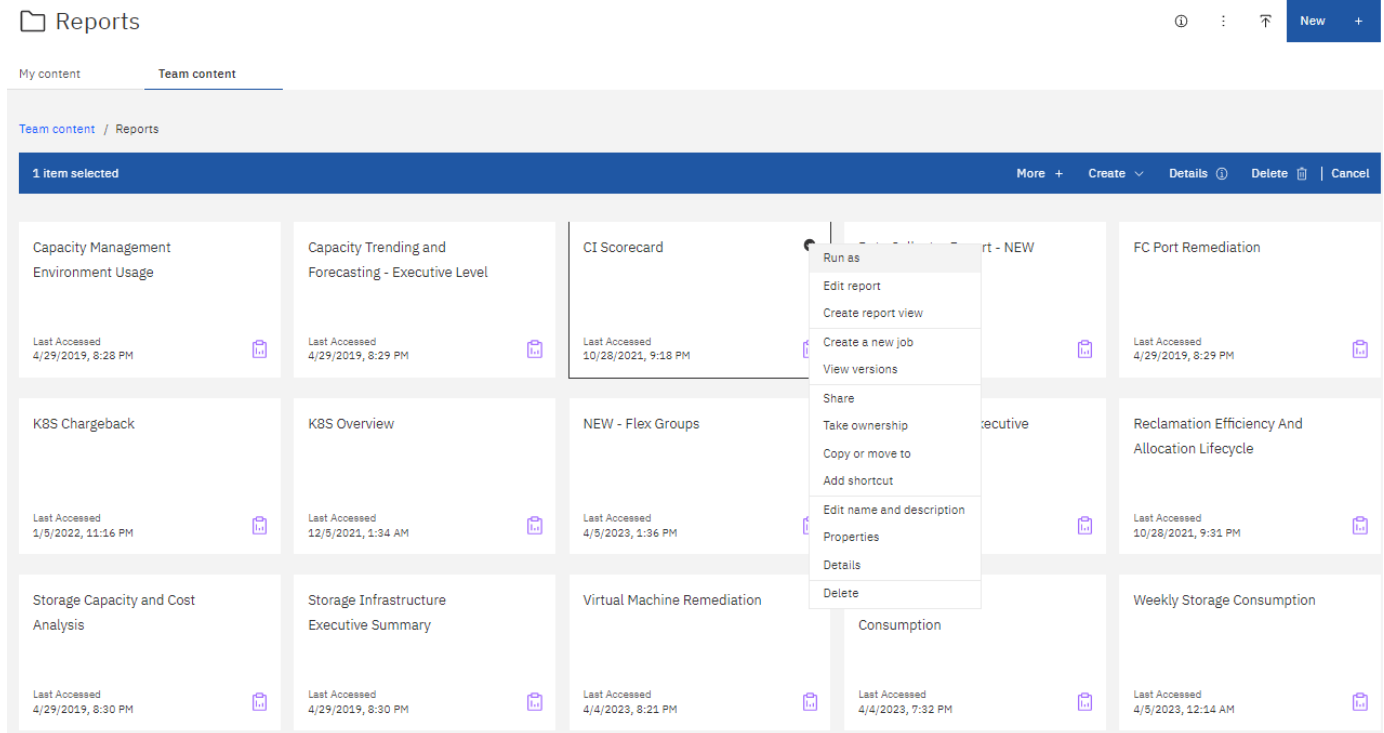 Reports
New +
My content
Team content
Team content / Reports
1 item selected
More +
Create
Details
Delete
Cancel
Capacity Management
Environment Usage
Last Accessed
4/29/2019, 8:28 PM
Capacity Trending and
Forecasting - Executive Level
Last Accessed
4/29/2019, 8:29 PM
CI Scorecard
Last Accessed
10/28/2021, 9:18 PM
rt - NEW
FC Port Remediation
Last Accessed
4/29/2019, 8:29 PM
Run as
Edit report
Create report view
Create a new job
View versions
Share
Take ownership
Copy or move to
Add shortcut
Edit name and description
Properties
Details
Delete
K8S Chargeback
Last Accessed
1/5/2022, 11:16 PM
K8S Overview
Last Accessed
12/5/2021, 1:34 AM
NEW - Flex Groups
Last Accessed
4/5/2023, 1:36 PM
ecutive
Reclamation Efficiency And
Allocation Lifecycle
Last Accessed
10/28/2021, 9:31 PM
Storage Capacity and Cost
Analysis
Last Accessed
4/29/2019, 8:30 PM
Storage Infrastructure
Executive Summary
Last Accessed
4/29/2019, 8:30 PM
Virtual Machine Remediation
Last Accessed
4/4/2023, 8:21 PM
Consumption
Last Accessed
4/4/2023, 7:32 PM
Weekly Storage Consumption
Last Accessed
4/5/2023, 12:14 AM